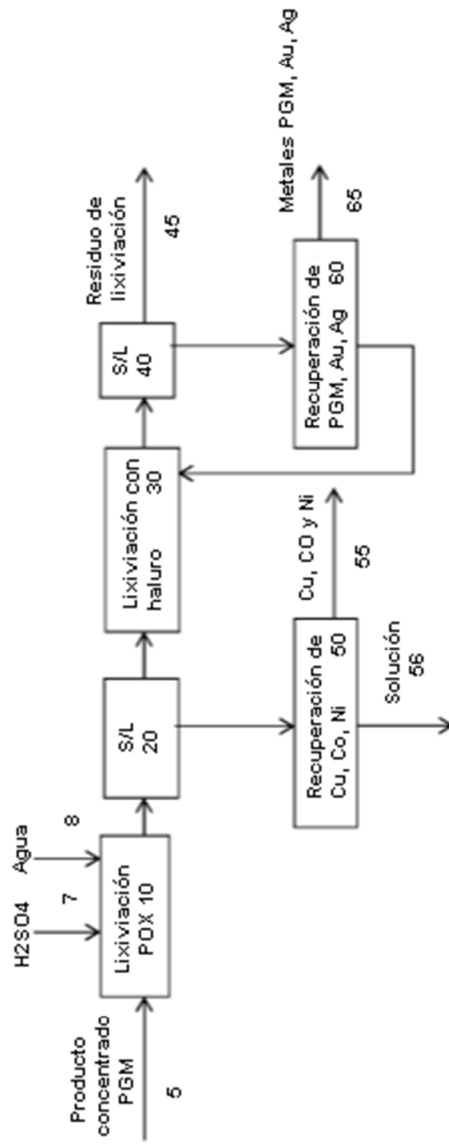 H2SO4
Agua
7
8
Producto
concentrado
PGM
5
Lixiviación
POX 10
S/L
20
Lixiviación con
haluro
30
S/L
40
Residuo de
lixiviación
45
Recuperación de
Cu, Co, Ni
50
Cu, CO y Ni
55
Solución
56
Recuperación de
PGM, Au, Ag
60
Metales PGM, Au, Ag
65